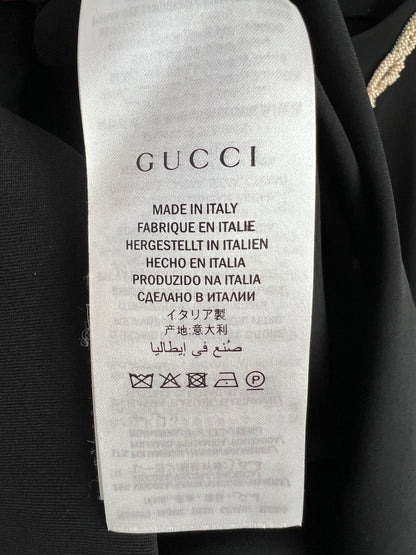 GUCCI
MADE IN ITALY
FABRIQUE EN ITALIE
HERGESTELLT IN ITALIEN
HECHO EN ITALIA
PRODUZIDO NA ITALIA
СДЕЛАНО В ИТАЛИИ
イタリア製
产地:意大利
صُنع في إيطاليا
P